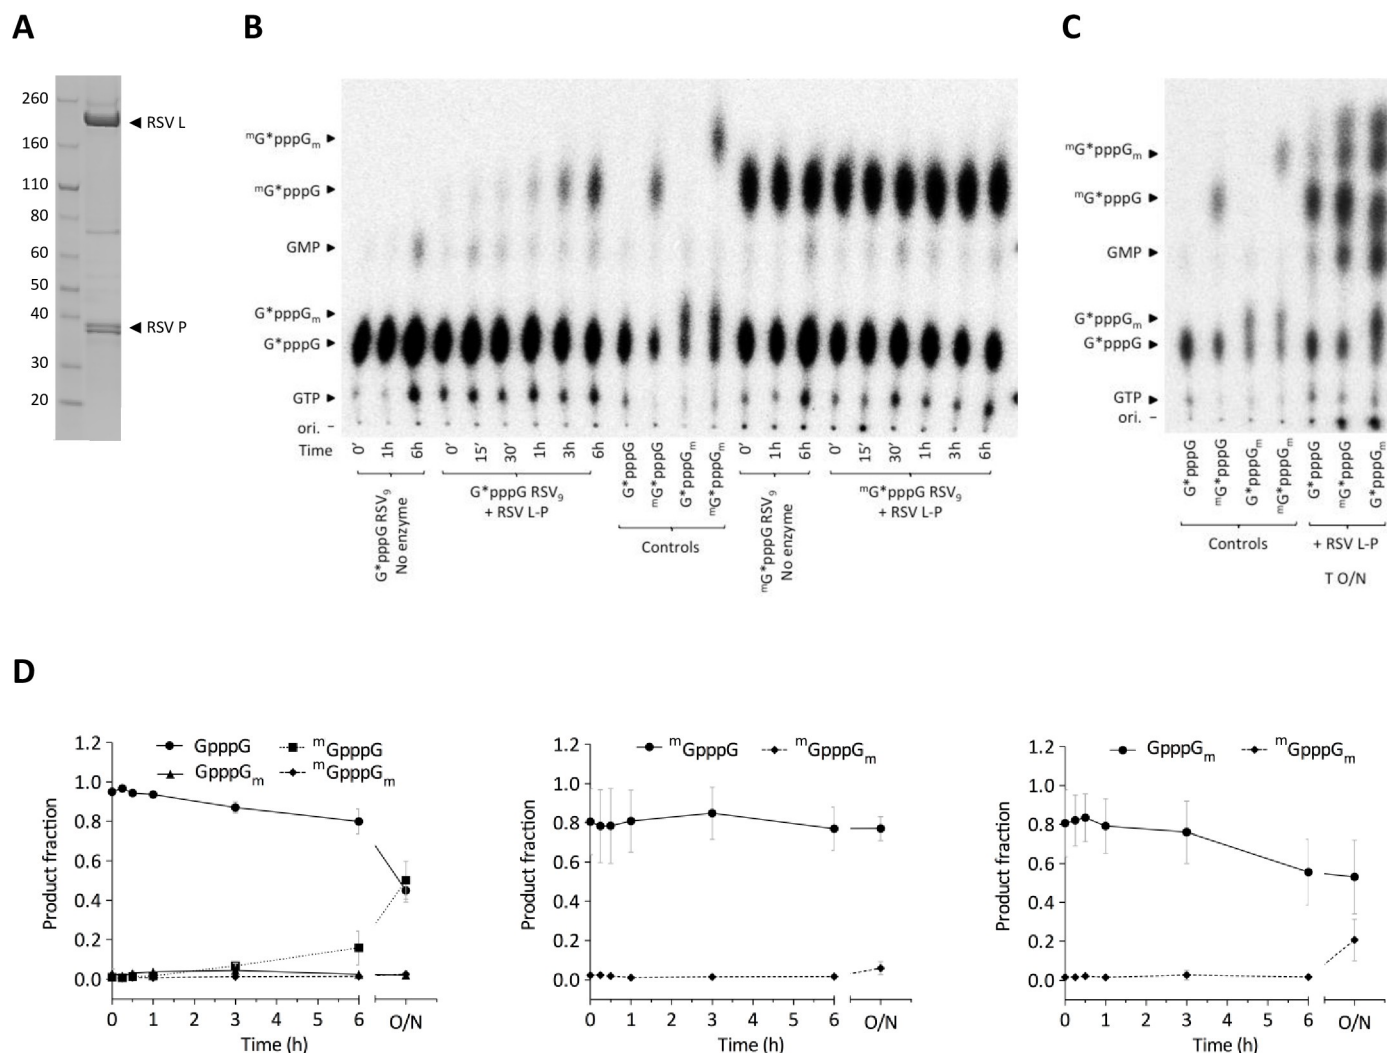 A
B
C
260
160
110
80
60
50
40
30
20
RSV L
RSV P
ᵐG*pppGₘ
ᵐG*pppG
GMP
G*pppGₘ
G*pppG
GTP
ori.
Time
0' 1h 6h 0' 15' 30' 1h 3h 6h G*pppG ᵐG*pppG G*pppGₘ ᵐG*pppGₘ 0' 1h 6h 0' 15' 30' 1h 3h 6h
G*pppG RSV₉
No enzyme
G*pppG RSV₉
+ RSV L-P
Controls
ᵐG*pppG RSV₉
No enzyme
ᵐG*pppG RSV₉
+ RSV L-P
ᵐG*pppGₘ
ᵐG*pppG
GMP
G*pppGₘ
G*pppG
GTP
ori.
G*pppG ᵐG*pppG G*pppGₘ ᵐG*pppGₘ G*pppG ᵐG*pppG G*pppGₘ
Controls
+ RSV L-P
T O/N
D
GpppG ᵐGpppG
GpppGₘ ᵐGpppGₘ
Product fraction
1.2
1.0
0.8
0.6
0.4
0.2
0.0
0 1 2 3 4 5 6 O/N
Time (h)
ᵐGpppG ᵐGpppGₘ
Product fraction
1.2
1.0
0.8
0.6
0.4
0.2
0.0
0 1 2 3 4 5 6 O/N
Time (h)
GpppGₘ ᵐGpppGₘ
Product fraction
1.2
1.0
0.8
0.6
0.4
0.2
0.0
0 1 2 3 4 5 6 O/N
Time (h)